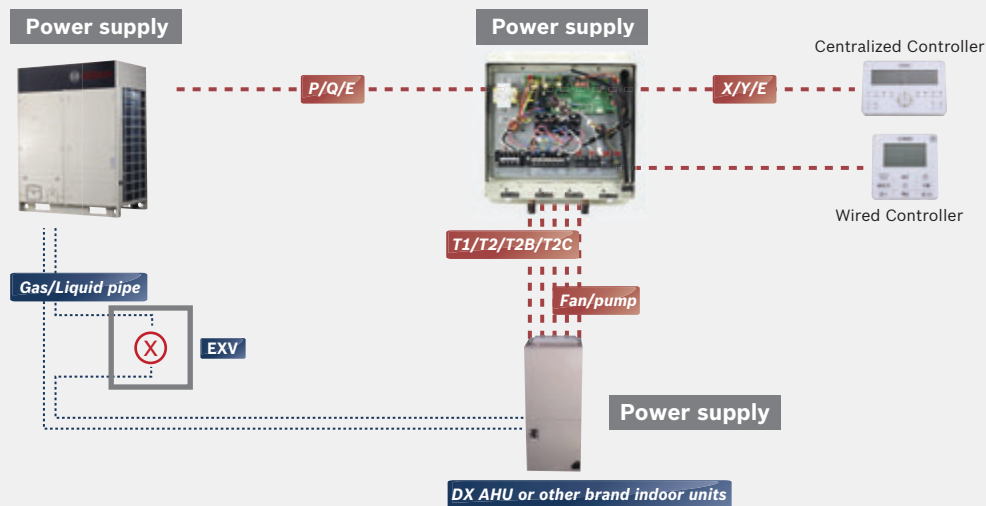 Power supply
Power supply
Centralized Controller
P/Q/E
X/Y/E
Wired Controller
T1/T2/T2B/T2C
Gas/Liquid pipe
Fan/pump
X
EXV
Power supply
DX AHU or other brand indoor units